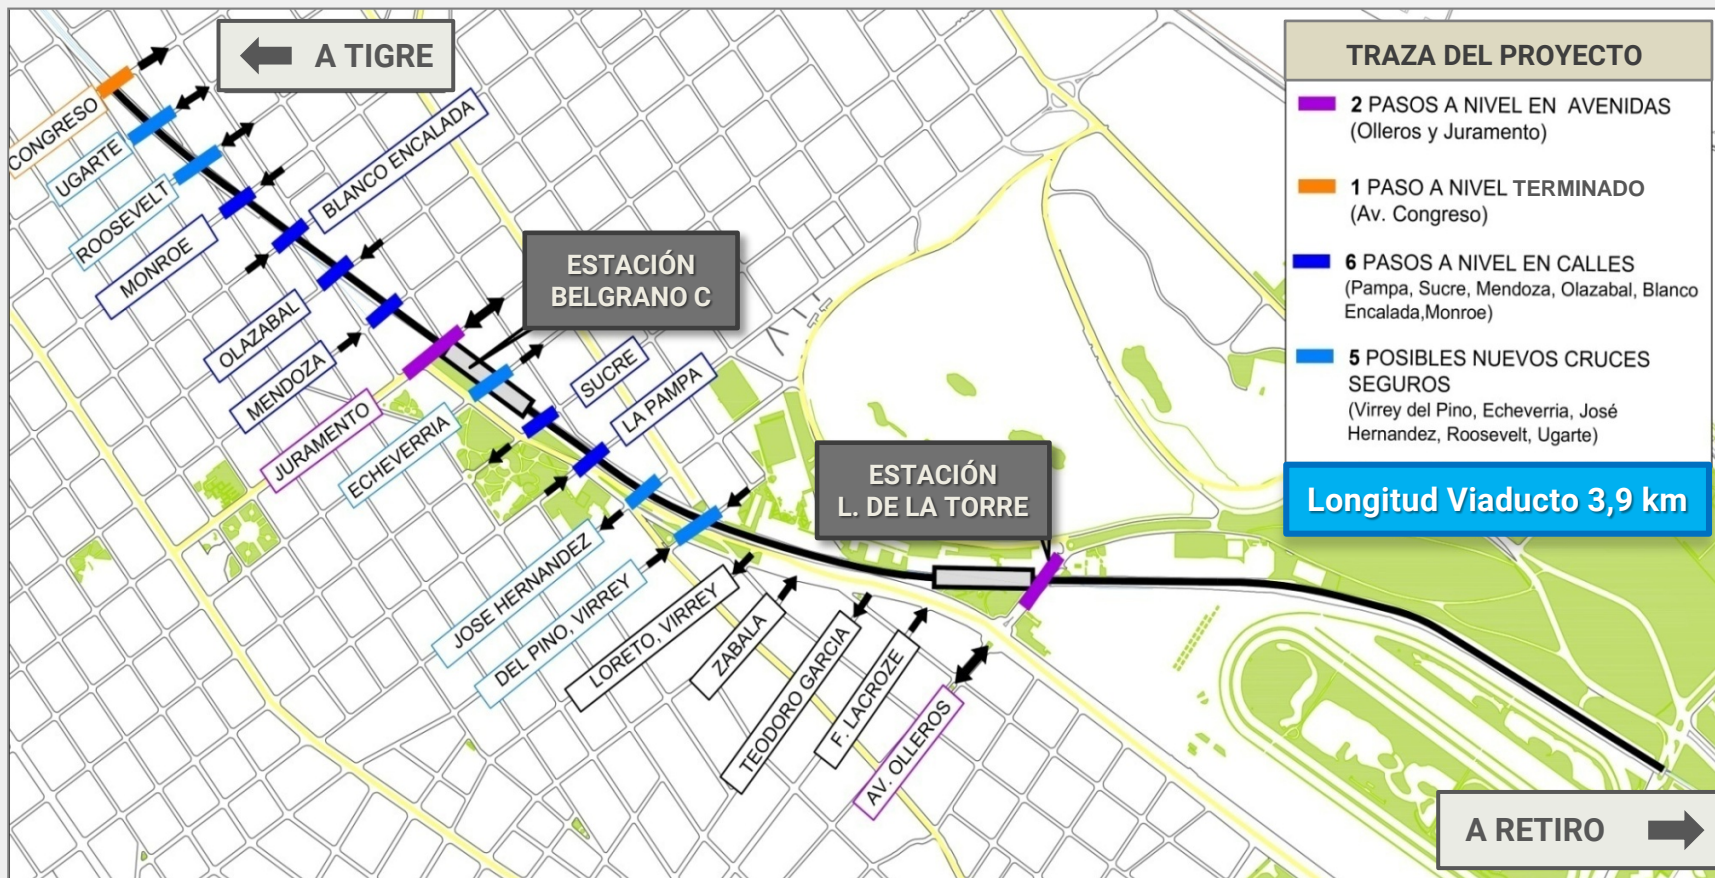 A TIGRE
CONGRESO
UGARTE
ROOSEVELT
MONROE
BLANCO ENCALADA
OLAZABAL
MENDOZA
JURAMENTO
ECHEVERRIA
ESTACIÓN
BELGRANO C
SUCRE
LA PAMPA
JOSE HERNANDEZ
DEL PINO, VIRREY
LORETO, VIRREY
ZABALA
TEODORO GARCIA
F. LACROZE
AV. OLLEROS
ESTACIÓN
L. DE LA TORRE
TRAZA DEL PROYECTO
2 PASOS A NIVEL EN AVENIDAS
(Olleros y Juramento)
1 PASO A NIVEL TERMINADO
(Av. Congreso)
6 PASOS A NIVEL EN CALLES
(Pampa, Sucre, Mendoza, Olazabal, Blanco
Encalada,Monroe)
5 POSIBLES NUEVOS CRUCES
SEGUROS
(Virrey del Pino, Echeverria, José
Hernandez, Roosevelt, Ugarte)
Longitud Viaducto 3,9 km
A RETIRO